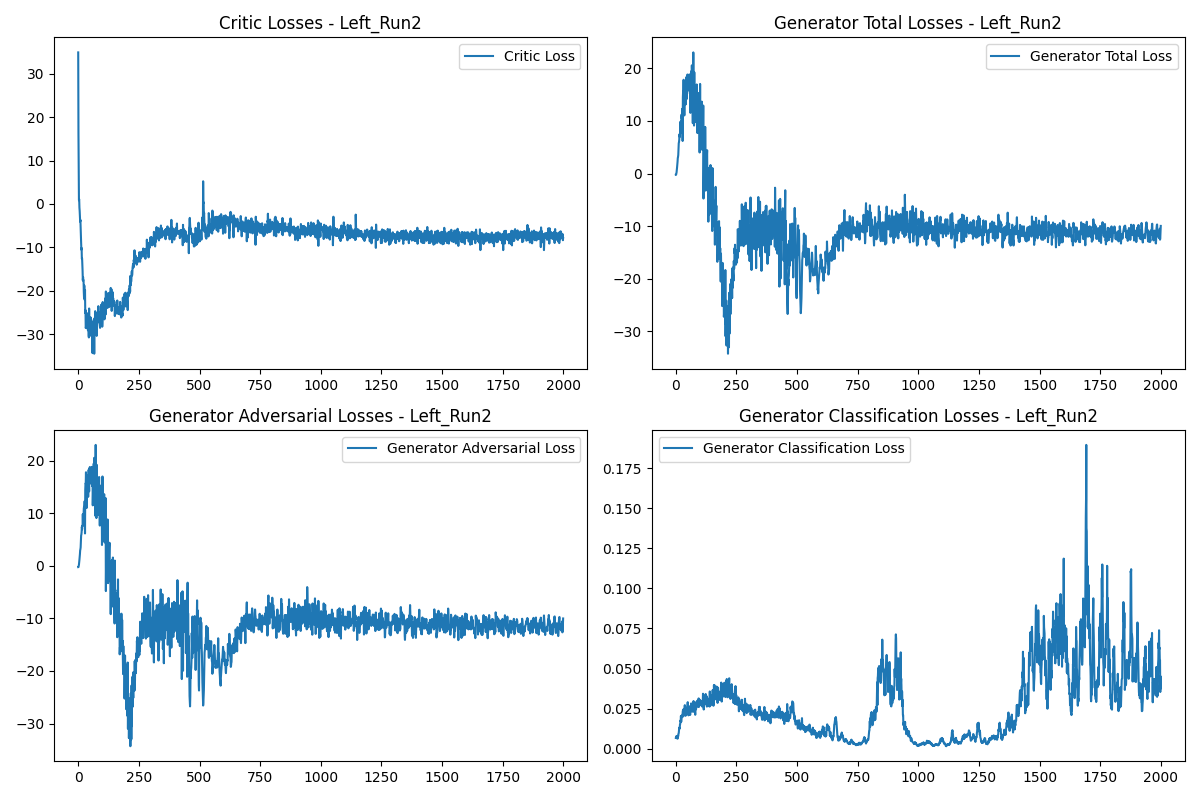 Critic Losses - Left_Run2
Critic Loss
30
20
10
0
−10
−20
−30
0 250 500 750 1000 1250 1500 1750 2000
Generator Total Losses - Left_Run2
Generator Total Loss
20
10
0
−10
−20
−30
0 250 500 750 1000 1250 1500 1750 2000
Generator Adversarial Losses - Left_Run2
Generator Adversarial Loss
20
10
0
−10
−20
−30
0 250 500 750 1000 1250 1500 1750 2000
Generator Classification Losses - Left_Run2
Generator Classification Loss
0.175
0.150
0.125
0.100
0.075
0.050
0.025
0.000
0 250 500 750 1000 1250 1500 1750 2000